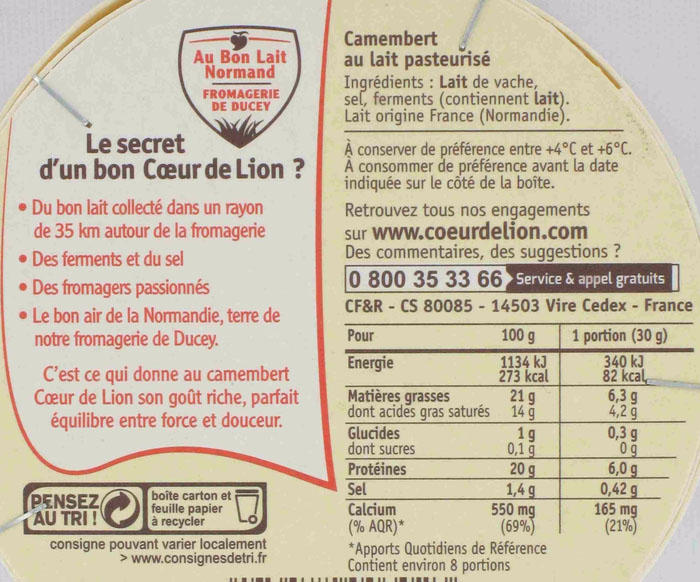 Au Bon Lait
Normand
FROMAGERIE
DE DUCEY
Le secret
d'un bon Cœur de Lion ?
• Du bon lait collecté dans un rayon
de 35 km autour de la fromagerie
• Des ferments et du sel
• Des fromagers passionnés
• Le bon air de la Normandie, terre de
notre fromagerie de Ducey.
C'est ce qui donne au camembert
Cœur de Lion son goût riche, parfait
équilibre entre force et douceur.
PENSEZ
AU TRI !
boîte carton et
feuille papier
à recycler
consigne pouvant varier localement
> www.consignesdetri.fr
Camembert
au lait pasteurisé
Ingrédients : Lait de vache,
sel, ferments (contiennent lait).
Lait origine France (Normandie).
À conserver de préférence entre +4°C et +6°C.
À consommer de préférence avant la date
indiquée sur le côté de la boîte.
Retrouvez tous nos engagements
sur www.coeurdelion.com
Des commentaires, des suggestions ?
0 800 35 33 66 Service & appel gratuits
CF&R - CS 80085 - 14503 Vire Cedex - France
Pour 100 g 1 portion (30 g)
Energie 1134 kJ 340 kJ
273 kcal 82 kcal
Matières grasses 21 g 6,3 g
dont acides gras saturés 14 g 4,2 g
Glucides 1 g 0,3 g
dont sucres 0,1 g 0 g
Protéines 20 g 6,0 g
Sel 1,4 g 0,42 g
Calcium 550 mg 165 mg
(% AQR)* (69%) (21%)
*Apports Quotidiens de Référence
Contient environ 8 portions